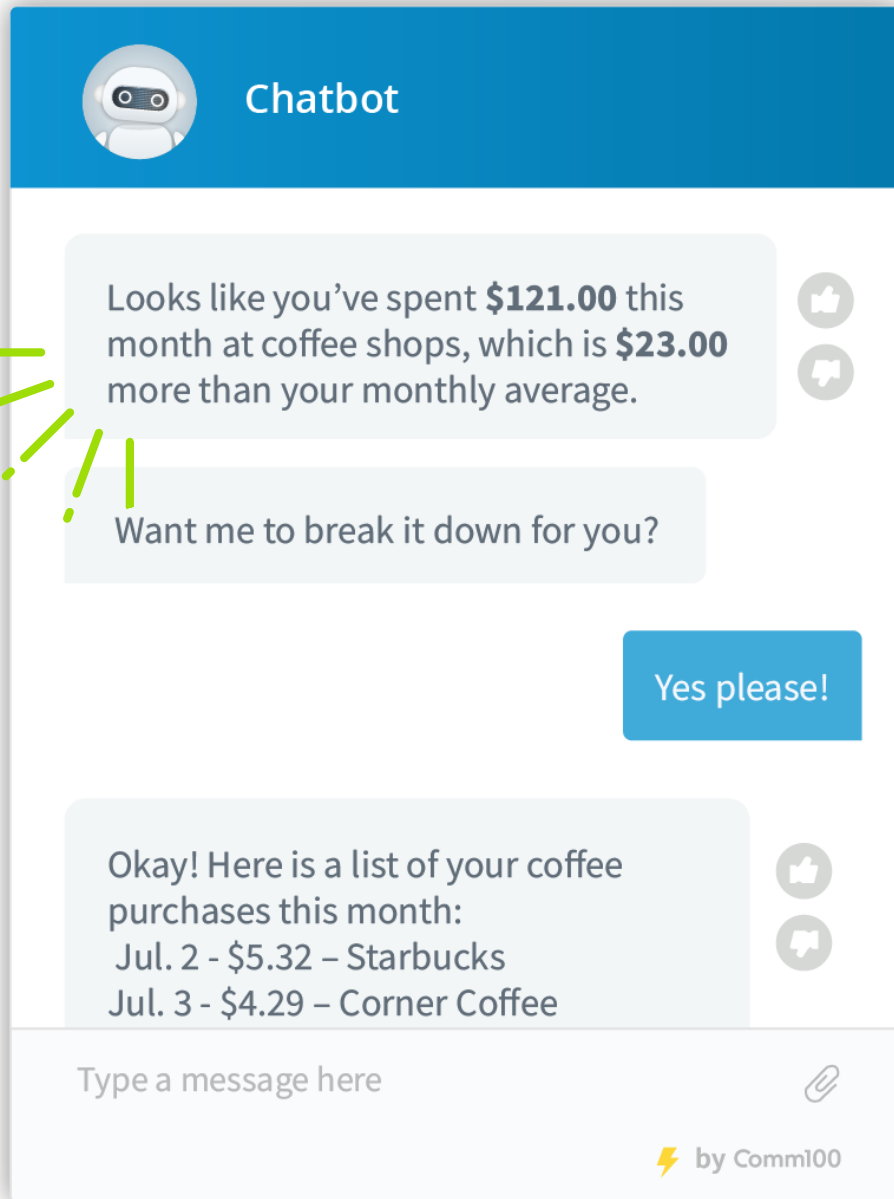 Chatbot
Looks like you’ve spent $121.00 this
month at coffee shops, which is $23.00
more than your monthly average.
Want me to break it down for you?
Yes please!
Okay! Here is a list of your coffee
purchases this month:
Jul. 2 - $5.32 – Starbucks
Jul. 3 - $4.29 – Corner Coffee
Type a message here
by Comm100